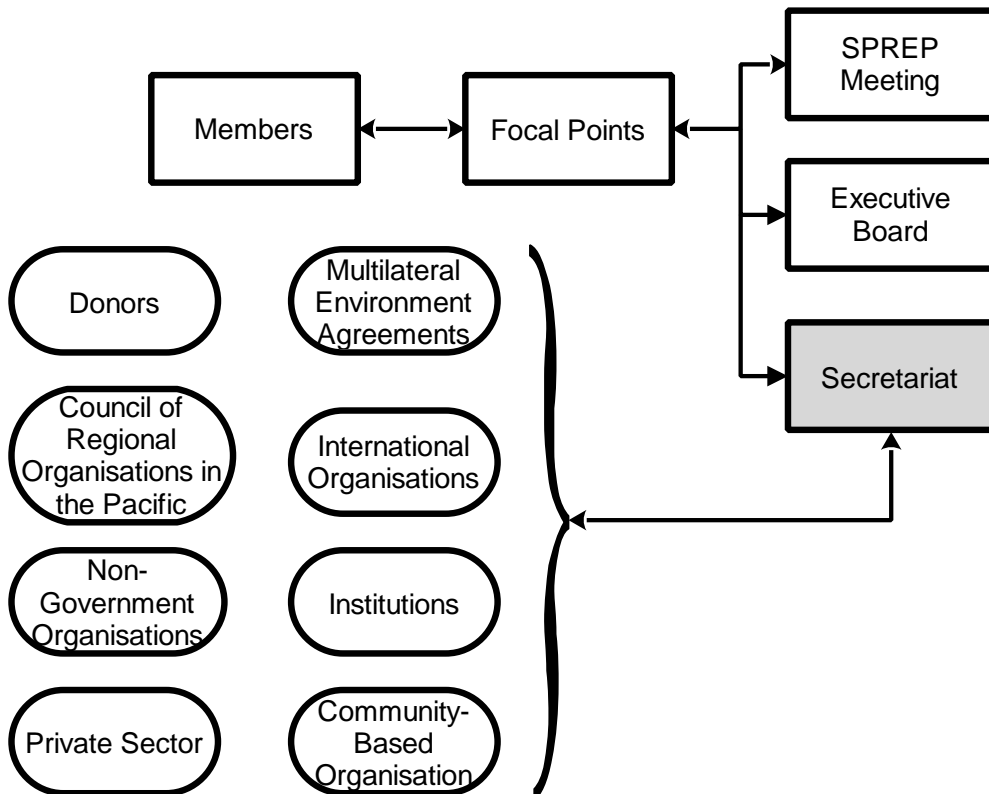 SPREP
Meeting
Members
Focal Points
Executive
Board
Donors
Multilateral
Environment
Agreements
Secretariat
Council of
Regional
Organisations in
the Pacific
International
Organisations
Non-
Government
Organisations
Institutions
Private Sector
Community-
Based
Organisation